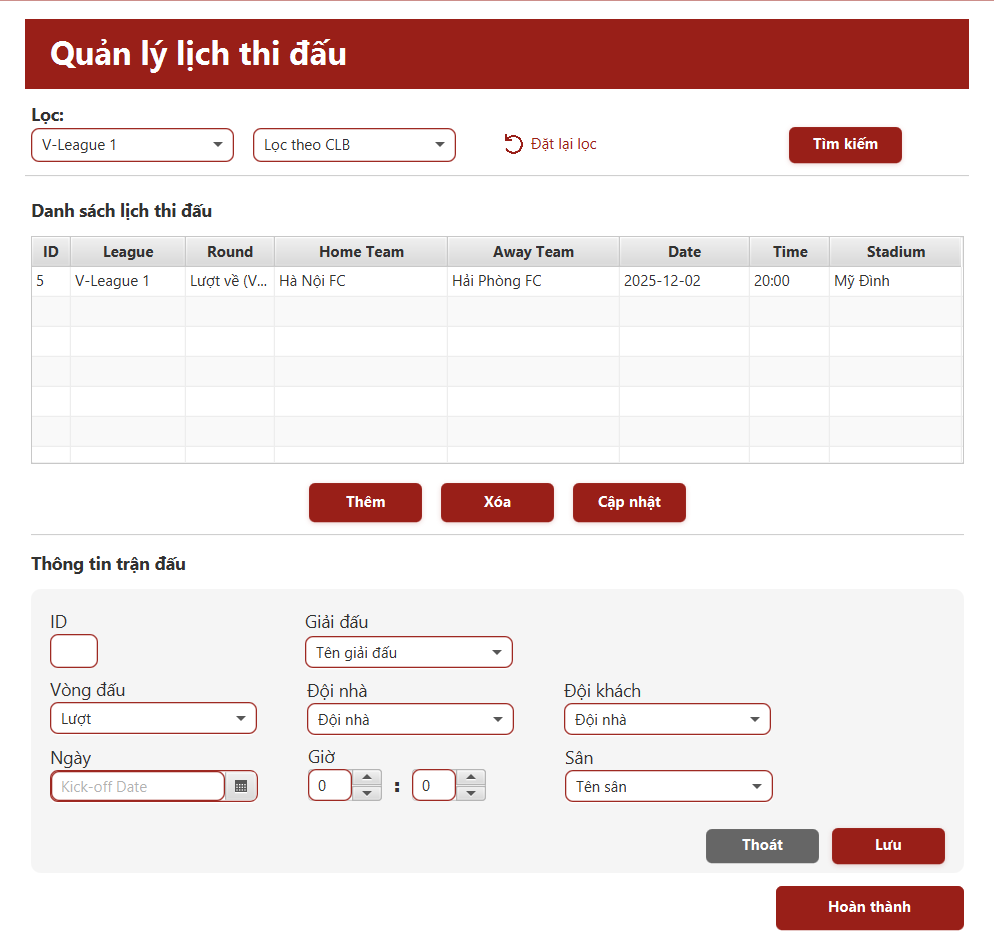 Quản lý lịch thi đấu
Lọc:
V-League 1 Lọc theo CLB Đặt lại lọc Tìm kiếm
Danh sách lịch thi đấu
ID League Round Home Team Away Team Date Time Stadium
5 V-League 1 Lượt về (V... Hà Nội FC Hải Phòng FC 2025-12-02 20:00 Mỹ Đình
Thêm Xóa Cập nhật
Thông tin trận đấu
ID Giải đấu
Tên giải đấu
Vòng đấu Đội nhà Đội khách
Lượt Đội nhà Đội nhà
Ngày Giờ Sân
Kick-off Date 0 : 0 Tên sân
Thoát Lưu
Hoàn thành